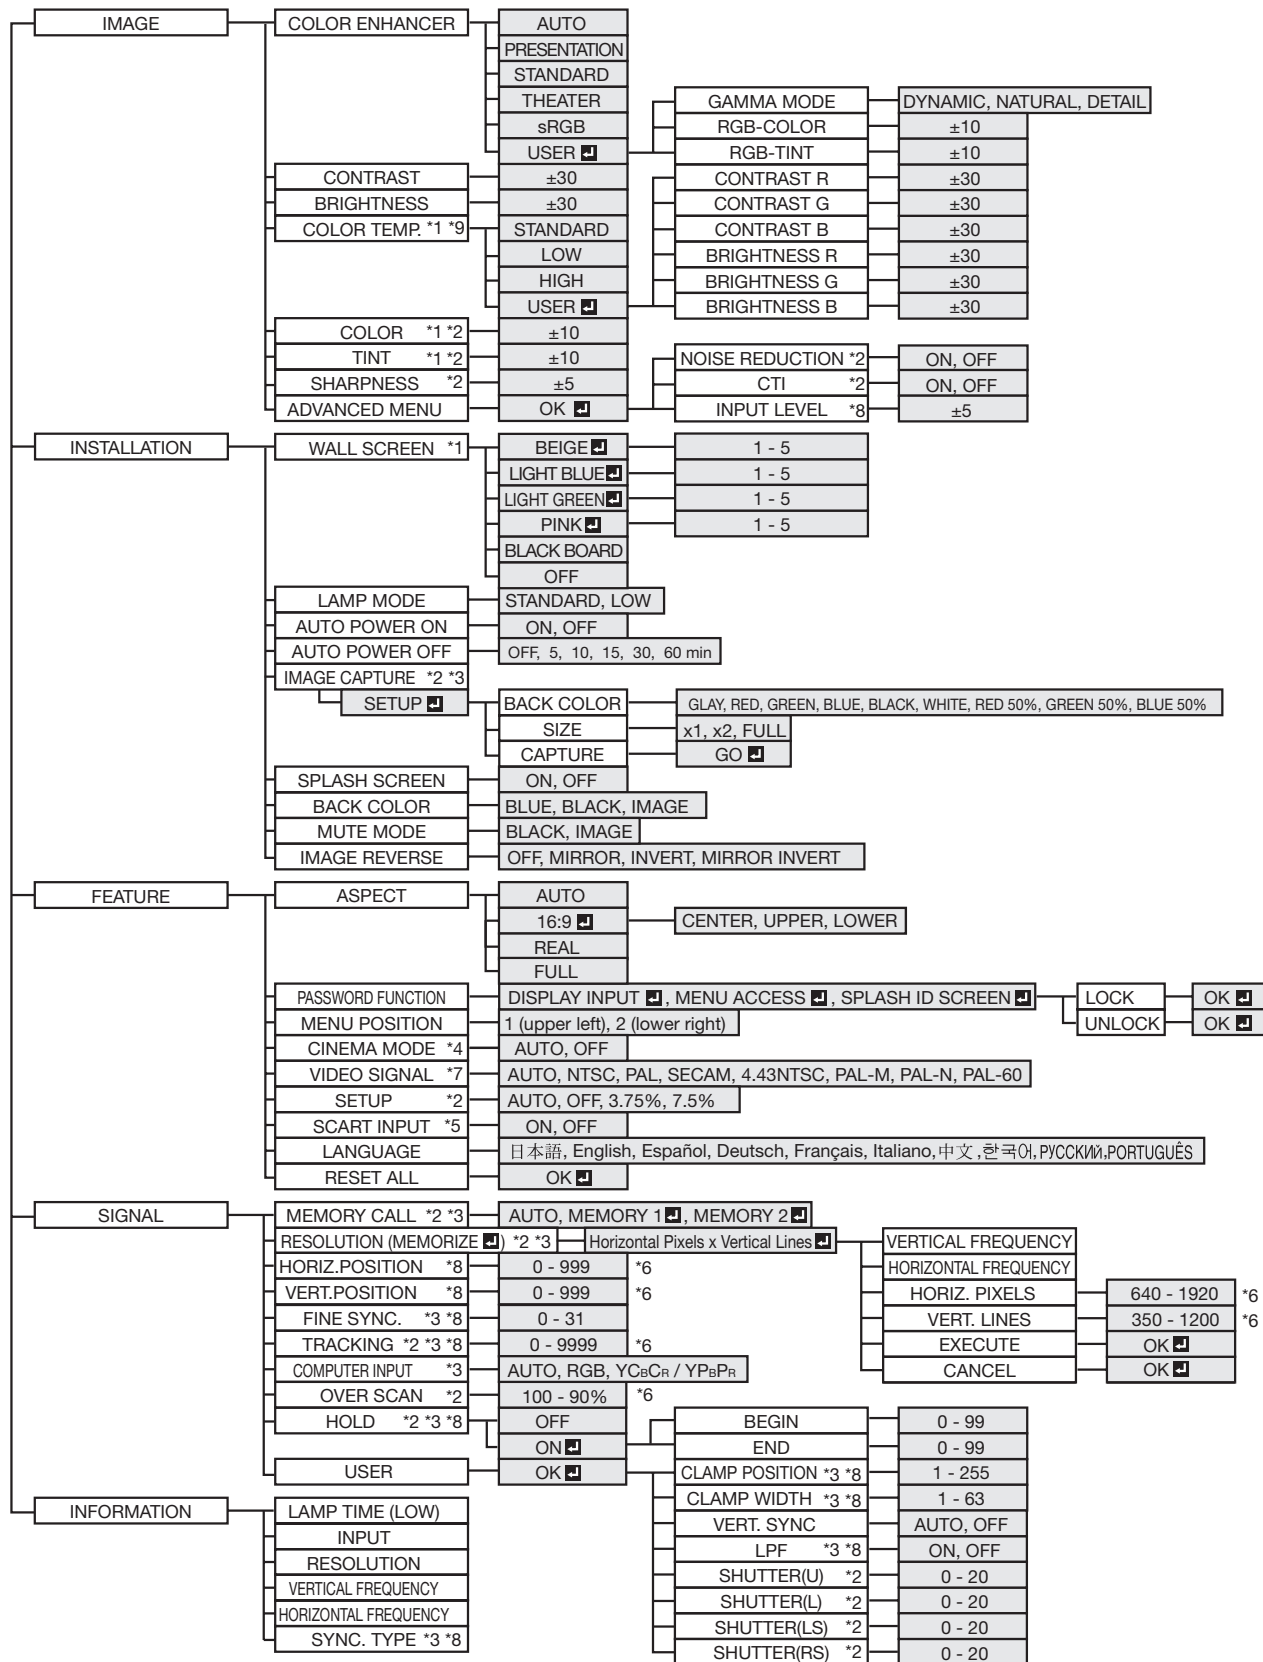 IMAGE COLOR ENHANCER AUTO
PRESENTATION
STANDARD
THEATER GAMMA MODE DYNAMIC, NATURAL, DETAIL
sRGB RGB-COLOR ±10
USER RGB-TINT ±10
CONTRAST ±30 CONTRAST R ±30
BRIGHTNESS ±30 CONTRAST G ±30
COLOR TEMP. *1 *9 STANDARD CONTRAST B ±30
LOW BRIGHTNESS R ±30
HIGH BRIGHTNESS G ±30
USER BRIGHTNESS B ±30
COLOR *1 *2 ±10
TINT *1 *2 ±10 NOISE REDUCTION *2 ON, OFF
SHARPNESS *2 ±5 CTI *2 ON, OFF
ADVANCED MENU OK INPUT LEVEL *8 ±5
INSTALLATION WALL SCREEN *1 BEIGE 1 - 5
LIGHT BLUE 1 - 5
LIGHT GREEN 1 - 5
PINK 1 - 5
BLACK BOARD
OFF
LAMP MODE STANDARD, LOW
AUTO POWER ON ON, OFF
AUTO POWER OFF OFF, 5, 10, 15, 30, 60 min
IMAGE CAPTURE *2 *3
SETUP BACK COLOR GLAY, RED, GREEN, BLUE, BLACK, WHITE, RED 50%, GREEN 50%, BLUE 50%
SIZE x1, x2, FULL
CAPTURE GO
SPLASH SCREEN ON, OFF
BACK COLOR BLUE, BLACK, IMAGE
MUTE MODE BLACK, IMAGE
IMAGE REVERSE OFF, MIRROR, INVERT, MIRROR INVERT
FEATURE ASPECT AUTO
16:9 CENTER, UPPER, LOWER
REAL
FULL
PASSWORD FUNCTION DISPLAY INPUT , MENU ACCESS , SPLASH ID SCREEN LOCK OK
MENU POSITION 1 (upper left), 2 (lower right) UNLOCK OK
CINEMA MODE *4 AUTO, OFF
VIDEO SIGNAL *7 AUTO, NTSC, PAL, SECAM, 4.43NTSC, PAL-M, PAL-N, PAL-60
SETUP *2 AUTO, OFF, 3.75%, 7.5%
SCART INPUT *5 ON, OFF
LANGUAGE 日本語, English, Español, Deutsch, Français, Italiano, 中文 ,한국어, РУССКИЙ,PORTUGUÊS
RESET ALL OK
SIGNAL MEMORY CALL *2 *3 AUTO, MEMORY 1 , MEMORY 2
RESOLUTION (MEMORIZE ) *2 *3 Horizontal Pixels x Vertical Lines VERTICAL FREQUENCY
HORIZ.POSITION *8 0 - 999 *6 HORIZONTAL FREQUENCY
VERT.POSITION *8 0 - 999 *6 HORIZ. PIXELS 640 - 1920 *6
FINE SYNC. *3 *8 0 - 31 VERT. LINES 350 - 1200 *6
TRACKING *2 *3 *8 0 - 9999 *6 EXECUTE OK
COMPUTER INPUT *3 AUTO, RGB, YCBCR / YPBPR CANCEL OK
OVER SCAN *2 100 - 90% *6
HOLD *2 *3 *8 OFF BEGIN 0 - 99
ON END 0 - 99
USER OK CLAMP POSITION *3 *8 1 - 255
CLAMP WIDTH *3 *8 1 - 63
INFORMATION LAMP TIME (LOW) VERT. SYNC AUTO, OFF
INPUT LPF *3 *8 ON, OFF
RESOLUTION SHUTTER(U) *2 0 - 20
VERTICAL FREQUENCY SHUTTER(L) *2 0 - 20
HORIZONTAL FREQUENCY SHUTTER(LS) *2 0 - 20
SYNC. TYPE *3 *8 SHUTTER(RS) *2 0 - 20